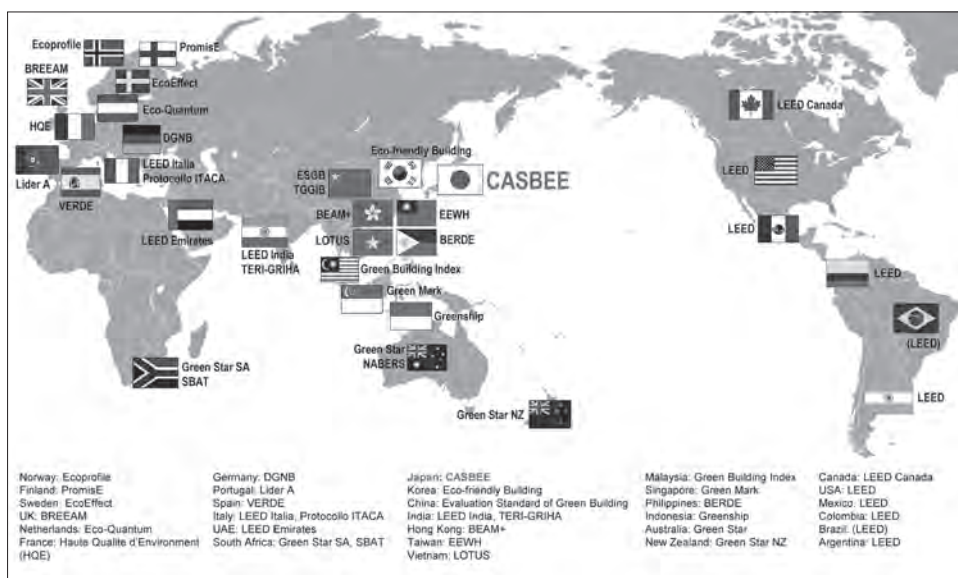 Ecoprofile
PromisE
BREEAM
EcoEffect
Eco-Quantum
HQE
DGNB
Lider A
LEED Italia
Protocollo ITACA
VERDE
LEED Emirates
LEED India
TERI-GRIHA
Eco-friendly Building
ESGB
TGGIB
CASBEE
BEAM+
EEWH
LOTUS
BERDE
Green Building Index
Green Mark
Greenship
Green Star
NABERS
Green Star NZ
Green Star SA
SBAT
LEED Canada
LEED
LEED
LEED
(LEED)
LEED
Norway: Ecoprofile
Finland: PromisE
Sweden: EcoEffect
UK: BREEAM
Netherlands: Eco-Quantum
France: Haute Qualite d'Environment
(HQE)
Germany: DGNB
Portugal: Lider A
Spain: VERDE
Italy: LEED Italia, Protocollo ITACA
UAE: LEED Emirates
South Africa: Green Star SA, SBAT
Japan: CASBEE
Korea: Eco-friendly Building
China: Evaluation Standard of Green Building
India: LEED India, TERI-GRIHA
Hong Kong: BEAM+
Taiwan: EEWH
Vietnam: LOTUS
Malaysia: Green Building Index
Singapore: Green Mark
Philippines: BERDE
Indonesia: Greenship
Australia: Green Star
New Zealand: Green Star NZ
Canada: LEED Canada
USA: LEED
Mexico: LEED
Colombia: LEED
Brazil: (LEED)
Argentina: LEED